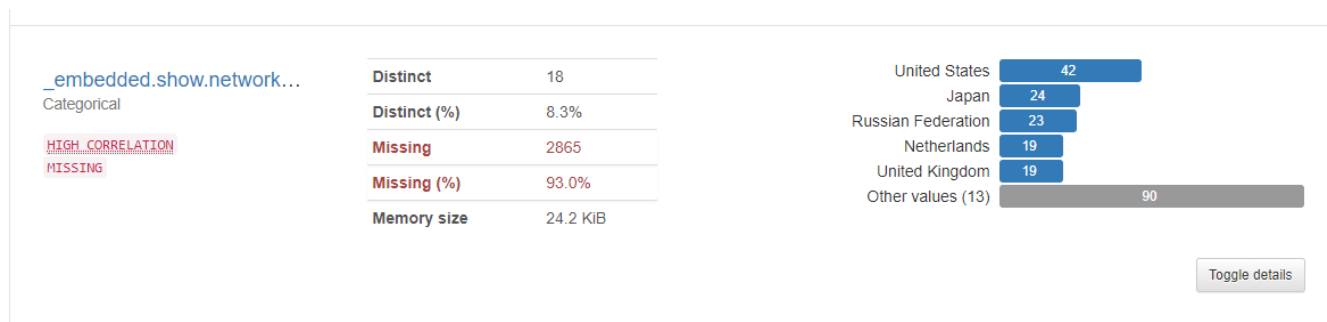 _embedded.show.network...
Categorical
HIGH CORRELATION
MISSING
Distinct 18
Distinct (%) 8.3%
Missing 2865
Missing (%) 93.0%
Memory size 24.2 KiB
United States 42
Japan 24
Russian Federation 23
Netherlands 19
United Kingdom 19
Other values (13) 90
Toggle details